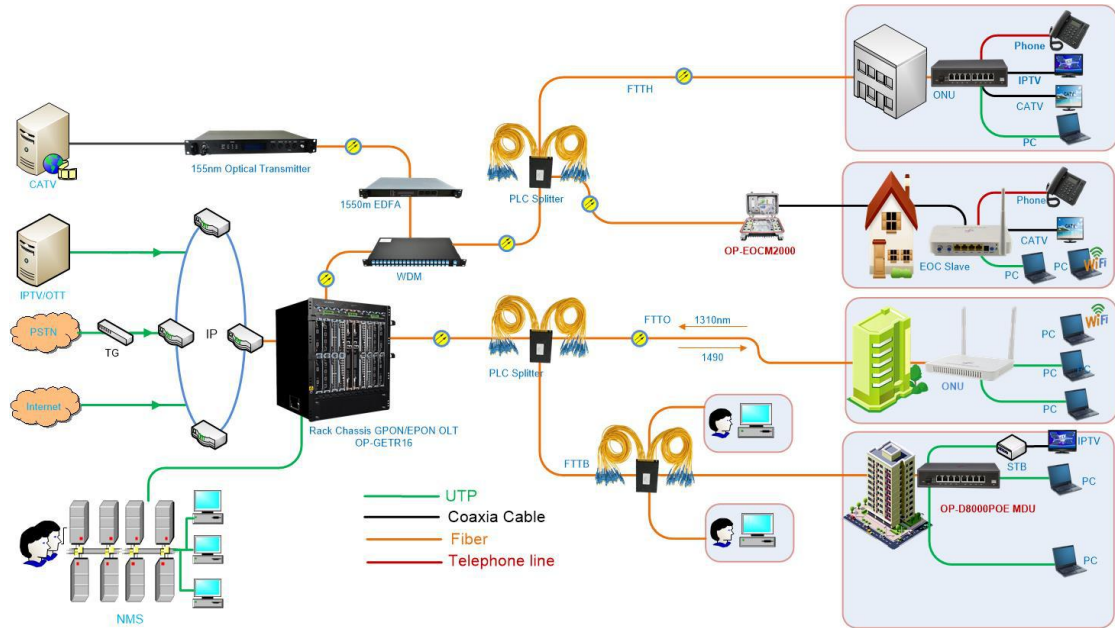 Phone
FTTH
IPTV
ONU
CATV
PC
155nm Optical Transmitter
CATV
1550m EDFA
PLC Splitter
Phone
OP-EOCM2000
CATV
WDM
EOC Slave
PC
PC
WiFi
IPTV/OTT
PSTN
IP
TG
FTTO
1310nm
1490
PLC Splitter
PC
WiFi
PC
ONU
PC
Internet
Rack Chassis GPON/EPON OLT
OP-GETR16
IPTV
STB
FTTB
PC
OP-D8000POE MDU
UTP
Coaxia Cable
Fiber
Telephone line
PC
NMS